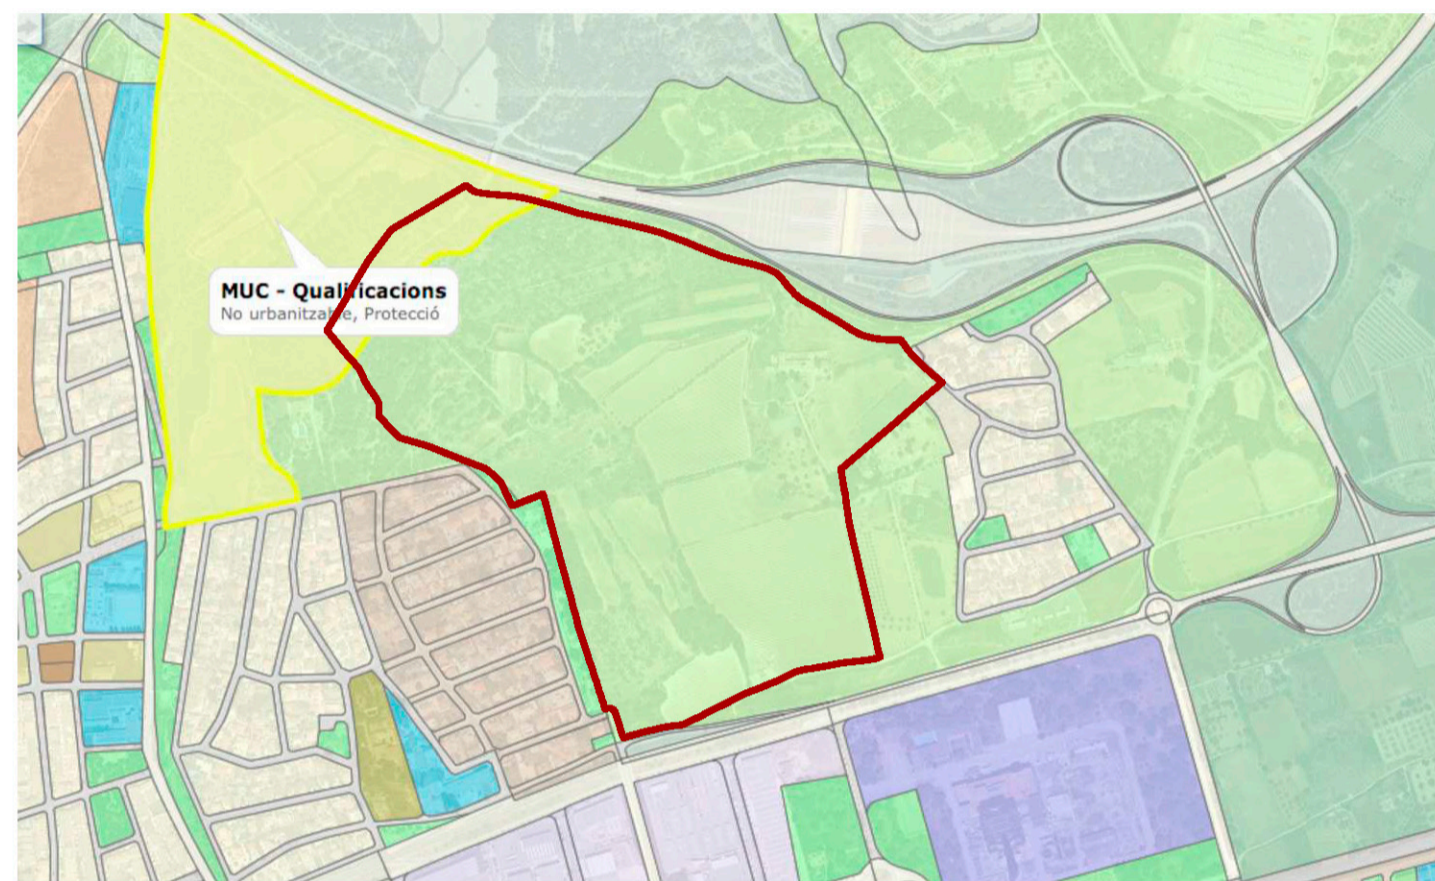 MUC - Qualificacions
No urbanitzable, Protecció